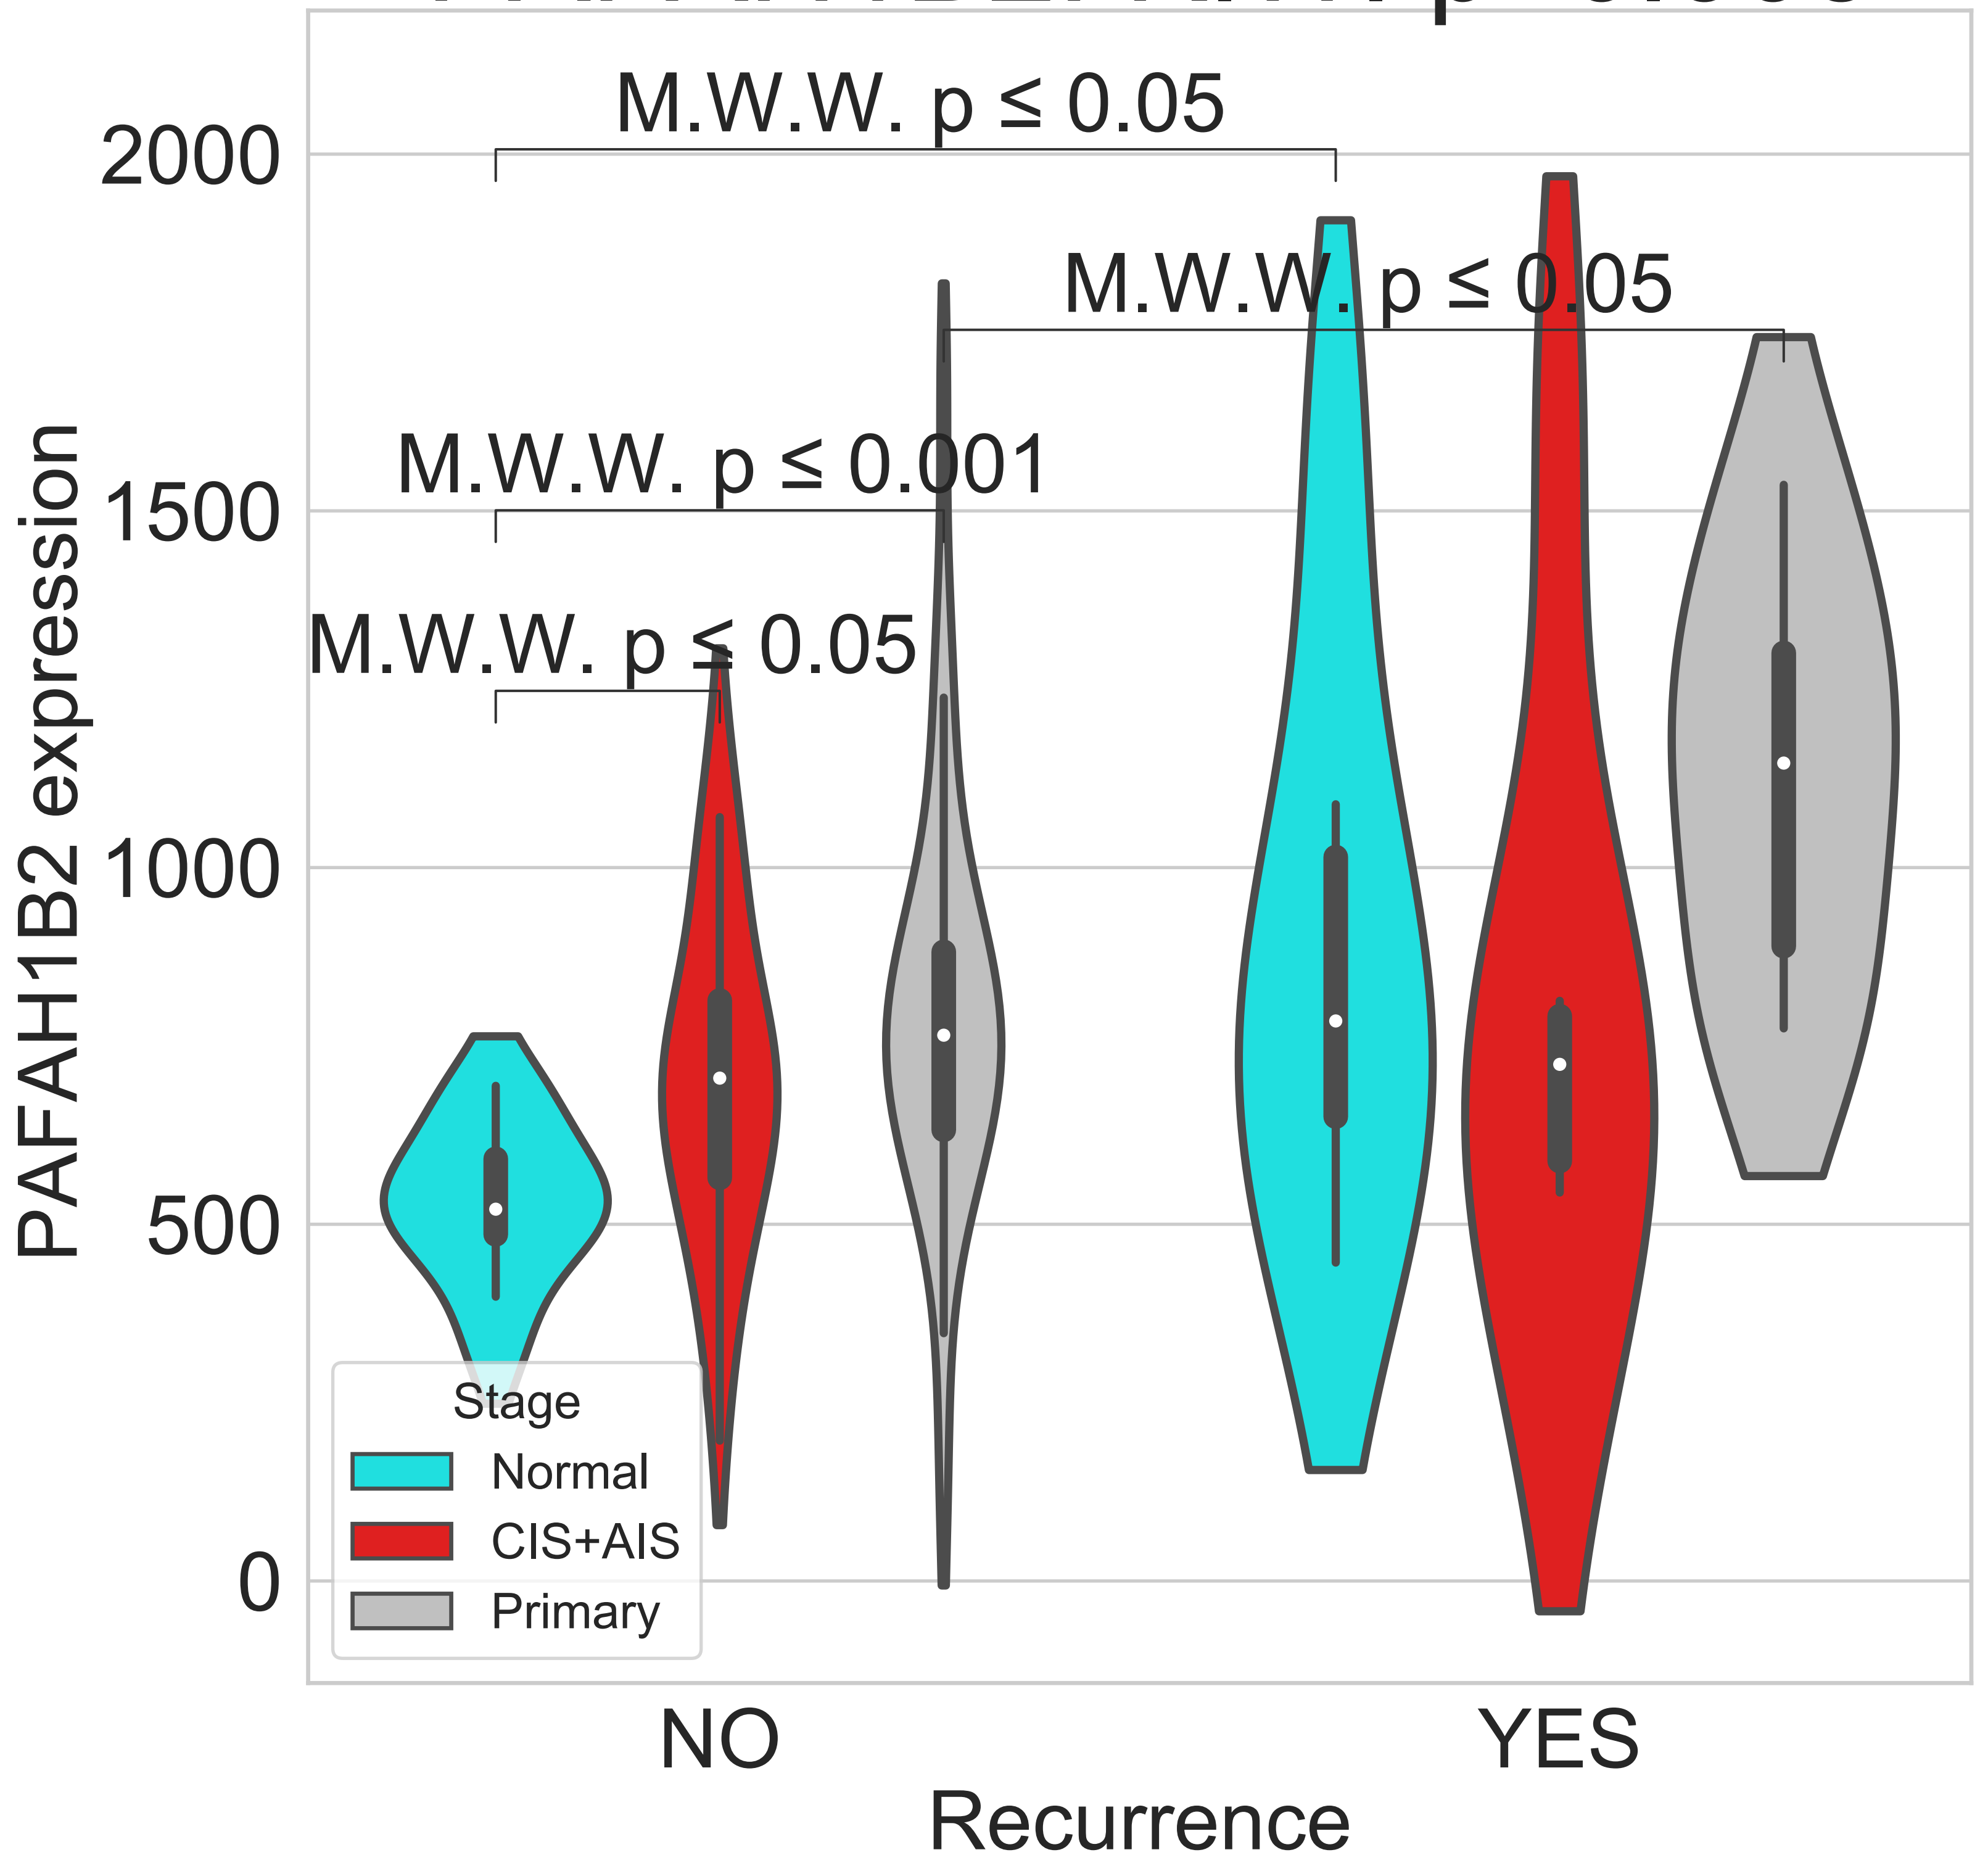 M.W.W. p ≤ 0.05
2000
M.W.W. p ≤ 0.05
M.W.W. p ≤ 0.001
1500
M.W.W. p ≤ 0.05
PAFAH1B2 expression
1000
500
0
Stage
Normal
CIS+AIS
Primary
NO
YES
Recurrence